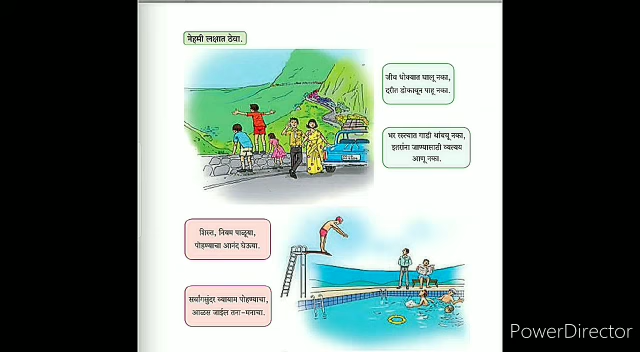 नेहमी लक्षात ठेवा.
जीव धोक्यात घालू नका,
दरीत डोकावून पाहू नका.
भर रस्त्यात गाडी थांबवू नका,
इतरांना जाण्यासाठी व्यत्यय
आणू नका.
शिस्त, नियम पाळूया,
पोहण्याचा आनंद घेऊया.
सर्वांगसुंदर व्यायाम पोहण्याचा,
आळस जाईल तना-मनाचा.
PowerDirector